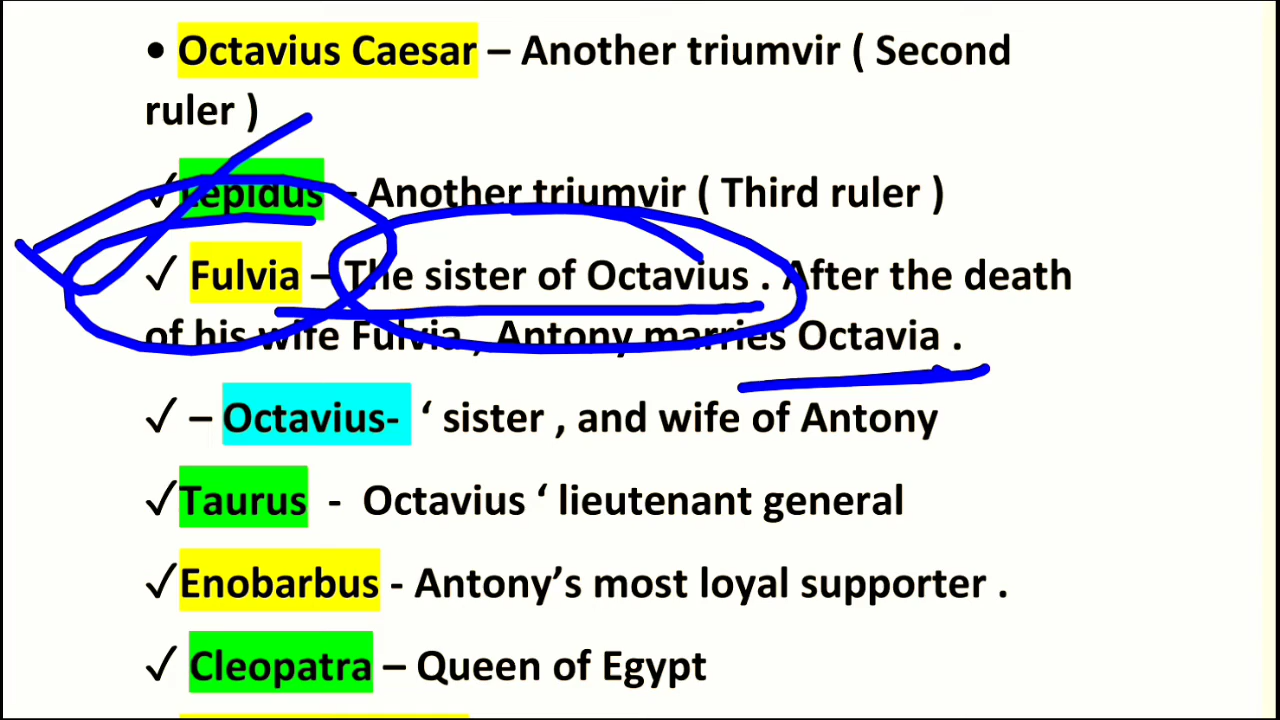 • Octavius Caesar – Another triumvir ( Second
ruler )
✓Lepidus - Another triumvir ( Third ruler )
✓ Fulvia – The sister of Octavius . After the death
of his wife Fulvia , Antony marries Octavia .
✓ – Octavius- ‘ sister , and wife of Antony
✓Taurus - Octavius ‘ lieutenant general
✓Enobarbus - Antony’s most loyal supporter .
✓ Cleopatra – Queen of Egypt